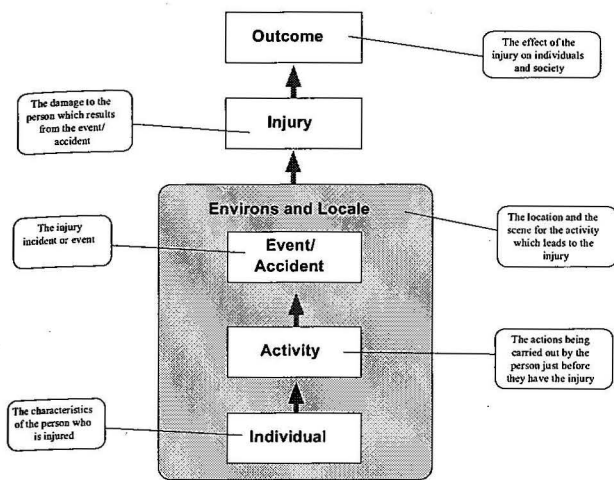 Outcome
The effect of the
injury on individuals
and society
The damage to the
person which results
from the event/
accident
Injury
Environs and Locale
The location and the
scene for the activity
which leads to the
injury
The injury
incident or event
Event/
Accident
Activity
The actions being
carried out by the
person just before
they have the injury
The characteristics
of the person who
is injured
Individual